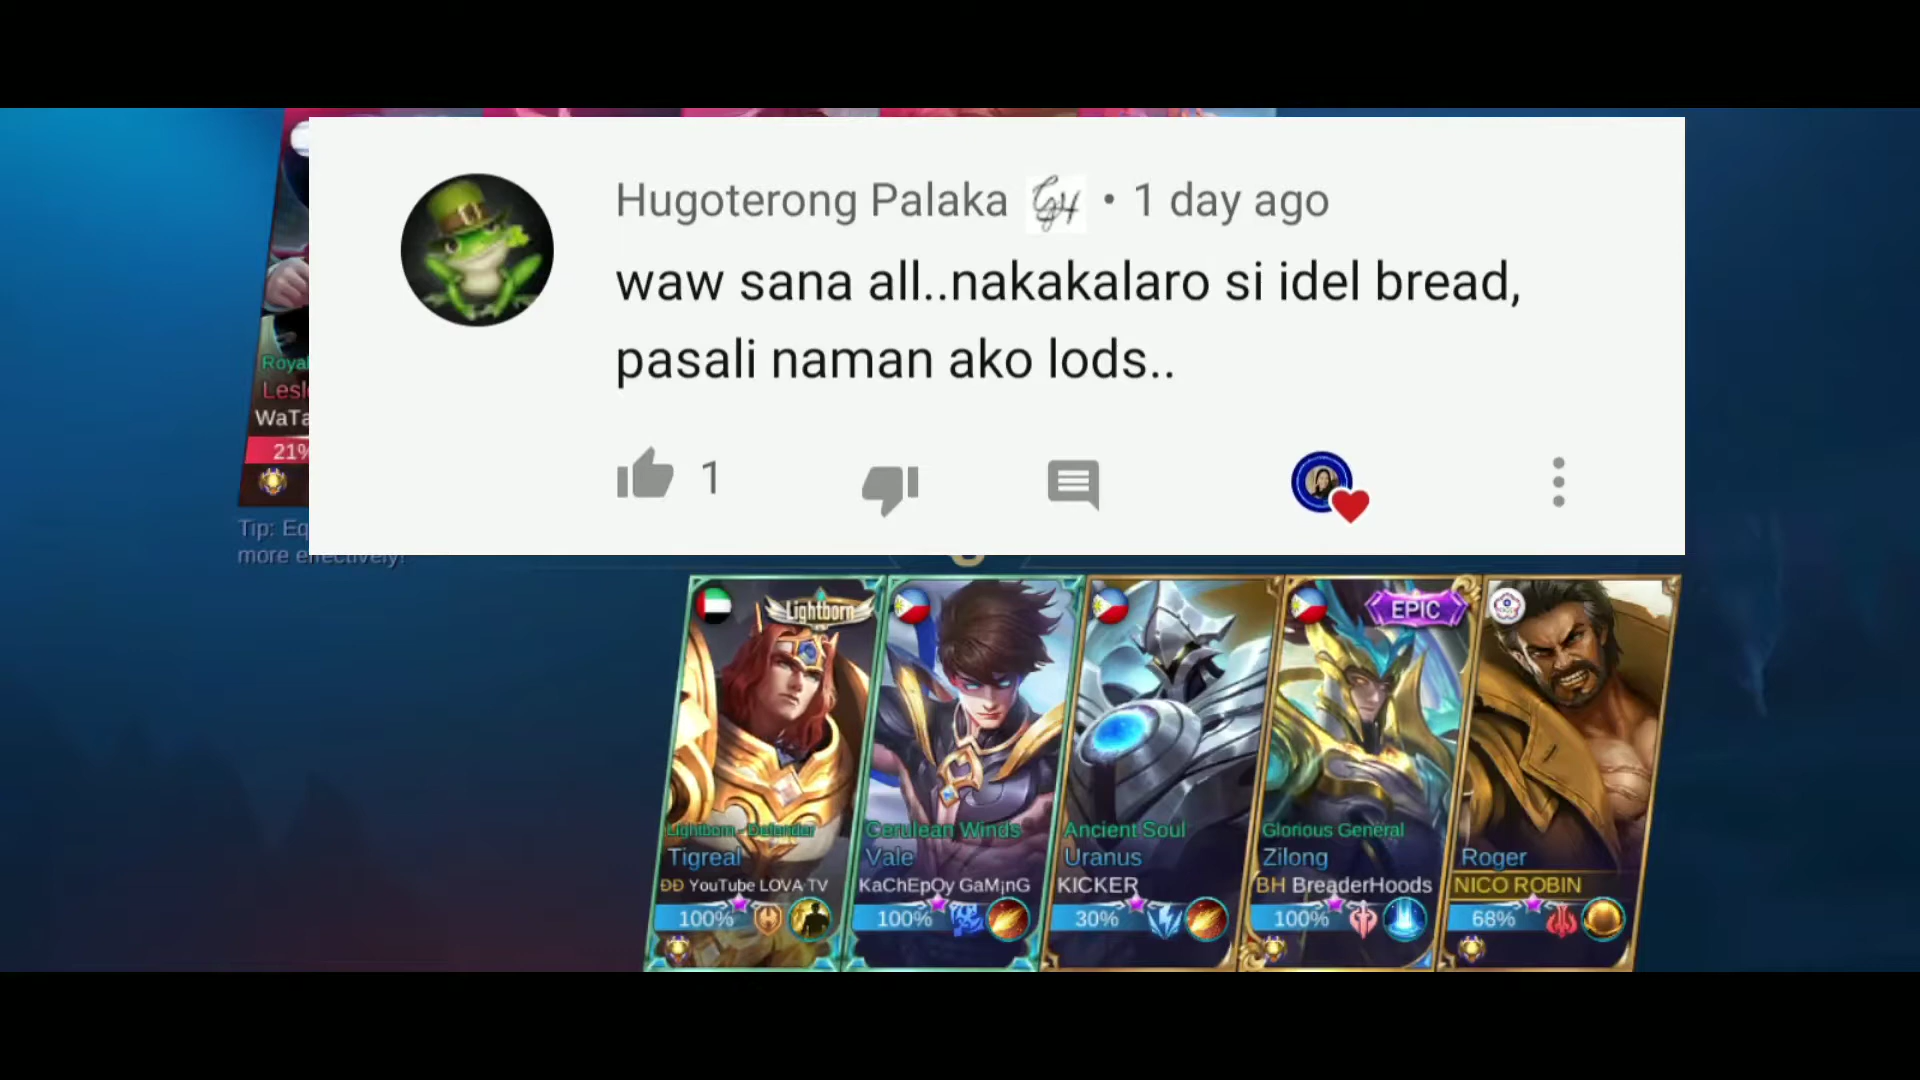 Hugoterong Palaka • 1 day ago
waw sana all..nakakalaro si idel bread,
pasali naman ako lods..
1
Royal
Lesl
WaTa
21%
Tip: Eq
more effectively!
Lightborn
EPIC
Lightborn - Defender
Cerulean Winds
Ancient Soul
Glorious General
Tigreal
Vale
Uranus
Zilong
Roger
ĐĐ YouTube LOVA TV
KaChEpOy GaM¡nG
KICKER
BH BreaderHoods
NICO ROBIN
100%
100%
30%
100%
68%